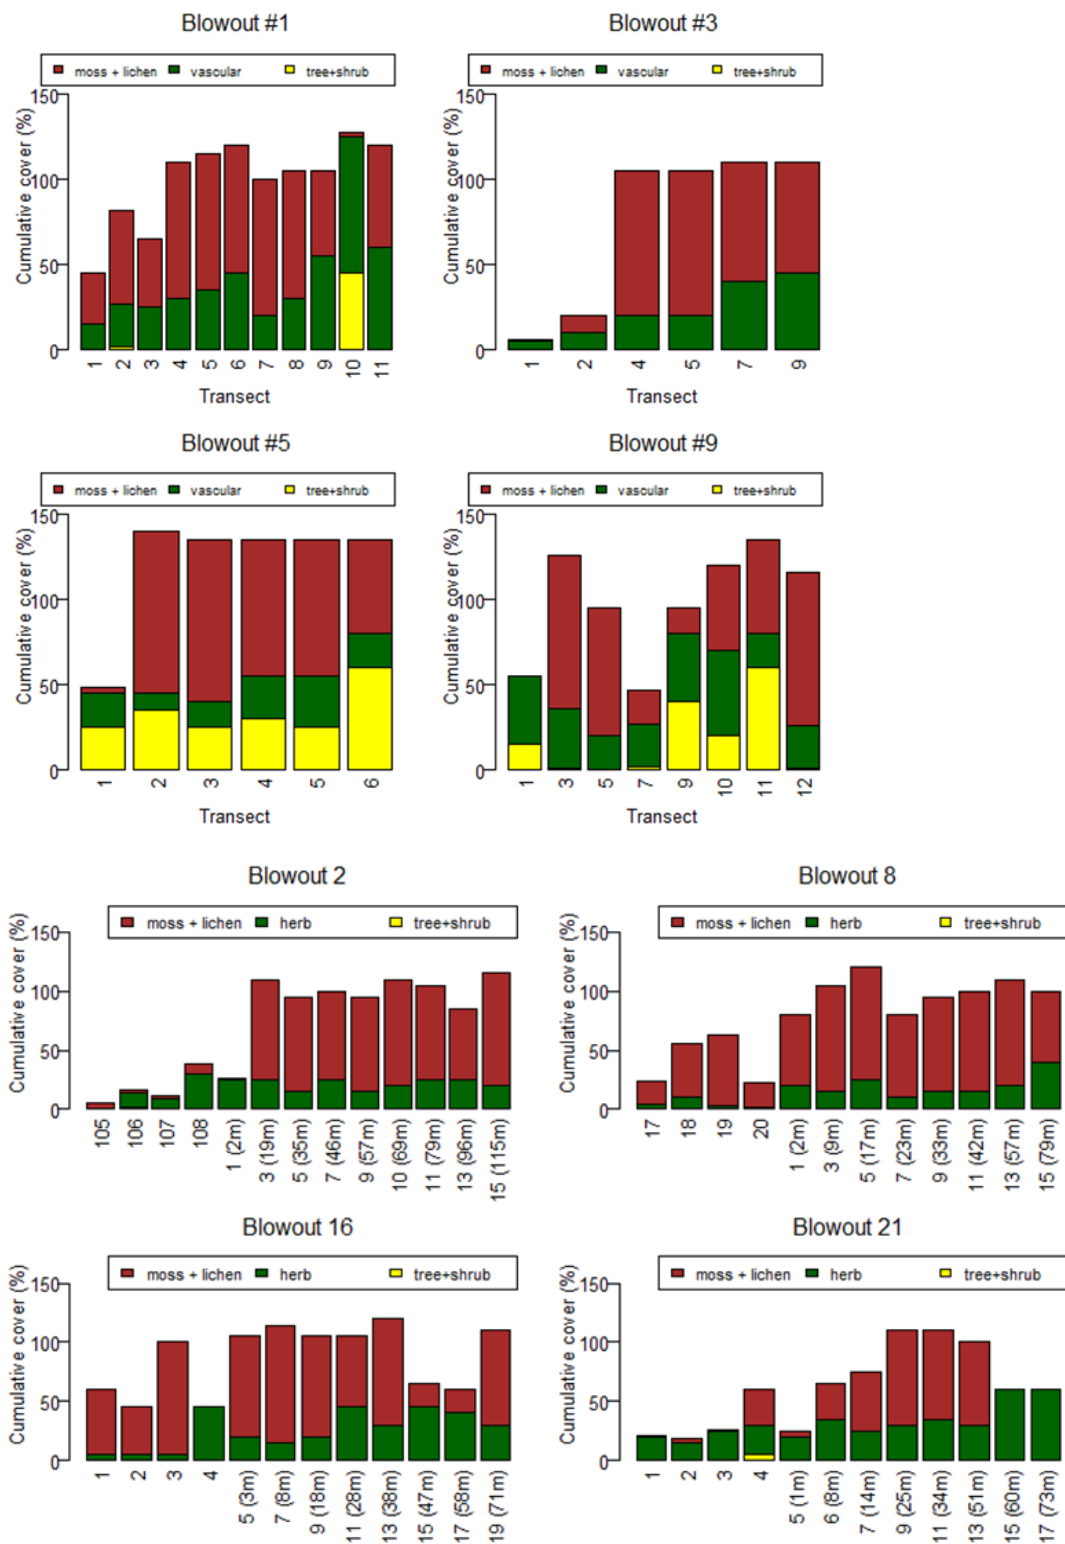 Blowout #1
moss + lichen vascular tree+shrub
Cumulative cover (%)
150
100
50
0
1 2 3 4 5 6 7 8 9 10 11
Transect
Blowout #3
moss + lichen vascular tree+shrub
Cumulative cover (%)
150
100
50
0
1 2 4 5 7 9
Transect
Blowout #5
moss + lichen vascular tree+shrub
Cumulative cover (%)
150
100
50
0
1 2 3 4 5 6
Transect
Blowout #9
moss + lichen vascular tree+shrub
Cumulative cover (%)
150
100
50
0
1 3 5 7 9 10 11 12
Transect
Blowout 2
moss + lichen herb tree+shrub
Cumulative cover (%)
150
100
50
0
105 106 107 108 1 (2m) 3 (19m) 5 (35m) 7 (46m) 9 (57m) 10 (69m) 11 (79m) 13 (96m) 15 (115m)
Blowout 8
moss + lichen herb tree+shrub
Cumulative cover (%)
150
100
50
0
17 18 19 20 1 (2m) 3 (9m) 5 (17m) 7 (23m) 9 (33m) 11 (42m) 13 (57m) 15 (79m)
Blowout 16
moss + lichen herb tree+shrub
Cumulative cover (%)
150
100
50
0
1 2 3 4 5 (3m) 7 (8m) 9 (18m) 11 (28m) 13 (38m) 15 (47m) 17 (58m) 19 (71m)
Blowout 21
moss + lichen herb tree+shrub
Cumulative cover (%)
150
100
50
0
1 2 3 4 5 (1m) 6 (8m) 7 (14m) 9 (25m) 11 (34m) 13 (51m) 15 (60m) 17 (73m)